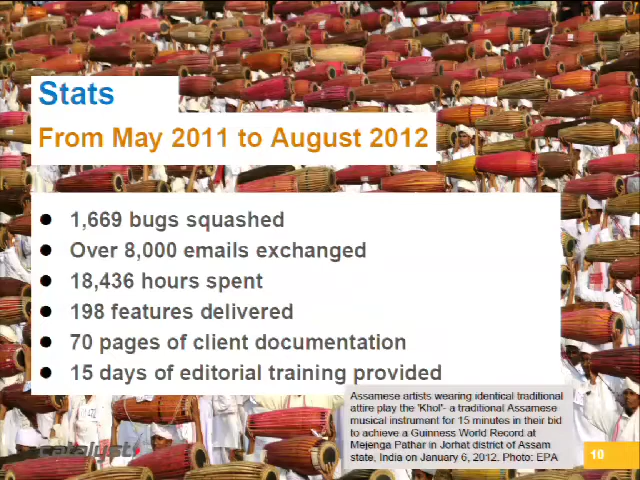 Stats
From May 2011 to August 2012
● 1,669 bugs squashed
● Over 8,000 emails exchanged
● 18,436 hours spent
● 198 features delivered
● 70 pages of client documentation
● 15 days of editorial training provided
Assamese artists wearing identical traditional
attire play the 'Khol'- a traditional Assamese
musical instrument for 15 minutes in their bid
to achieve a Guinness World Record at
Mejenga Pathar in Jorhat district of Assam
state, India on January 6, 2012. Photo: EPA
catalyst
10